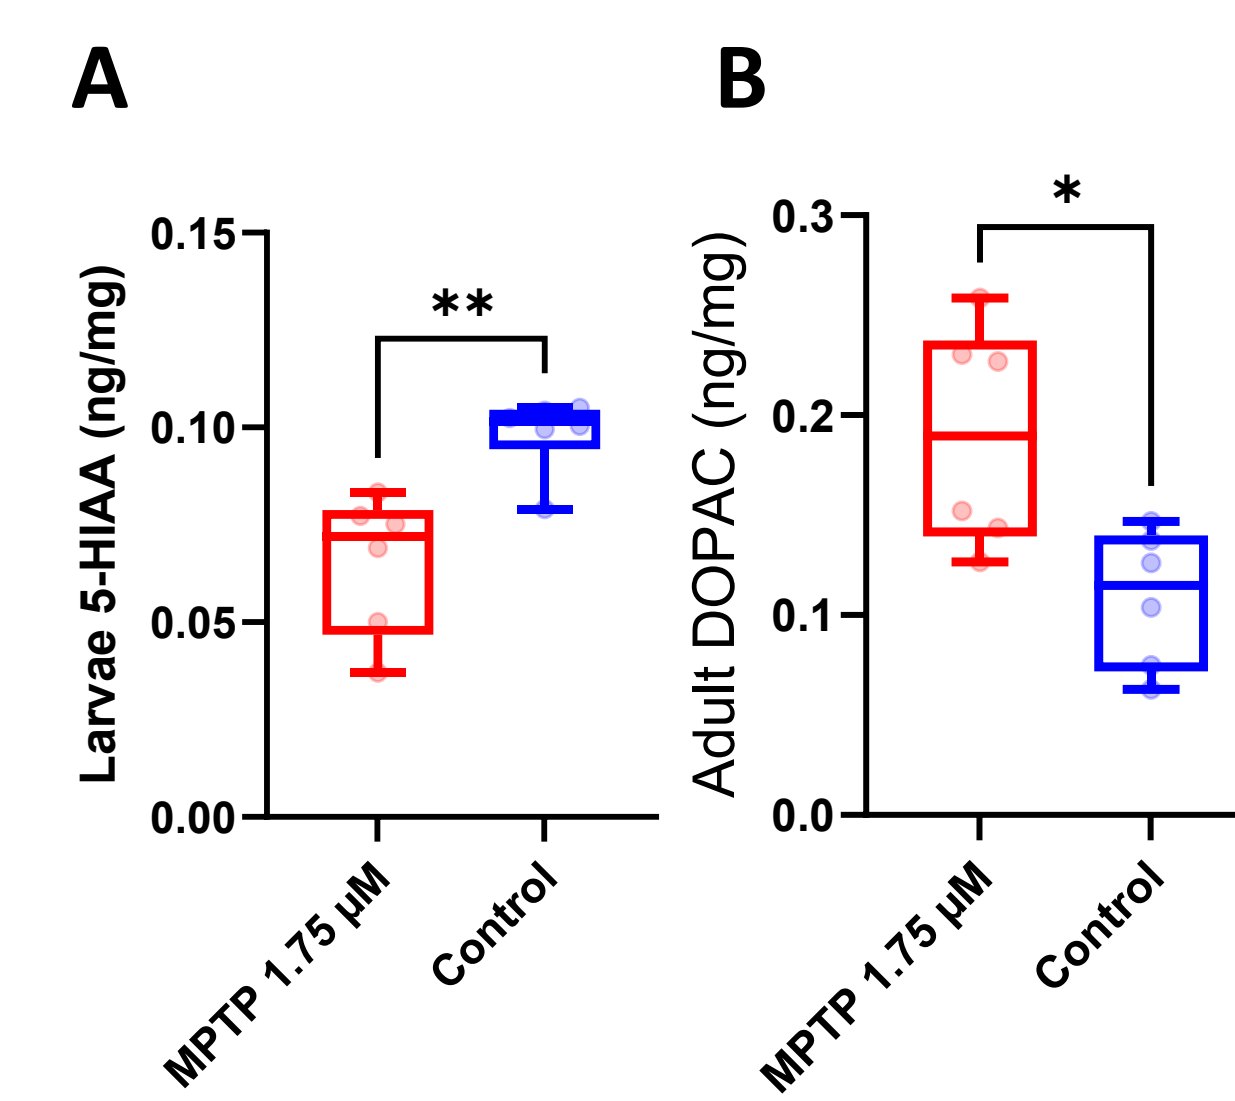 A
Larvae 5-HIAA (ng/mg)
0.15
0.10
0.05
0.00
**
MPTP 1.75 µM
Control
B
Adult DOPAC (ng/mg)
0.3
0.2
0.1
0.0
*
MPTP 1.75 µM
Control